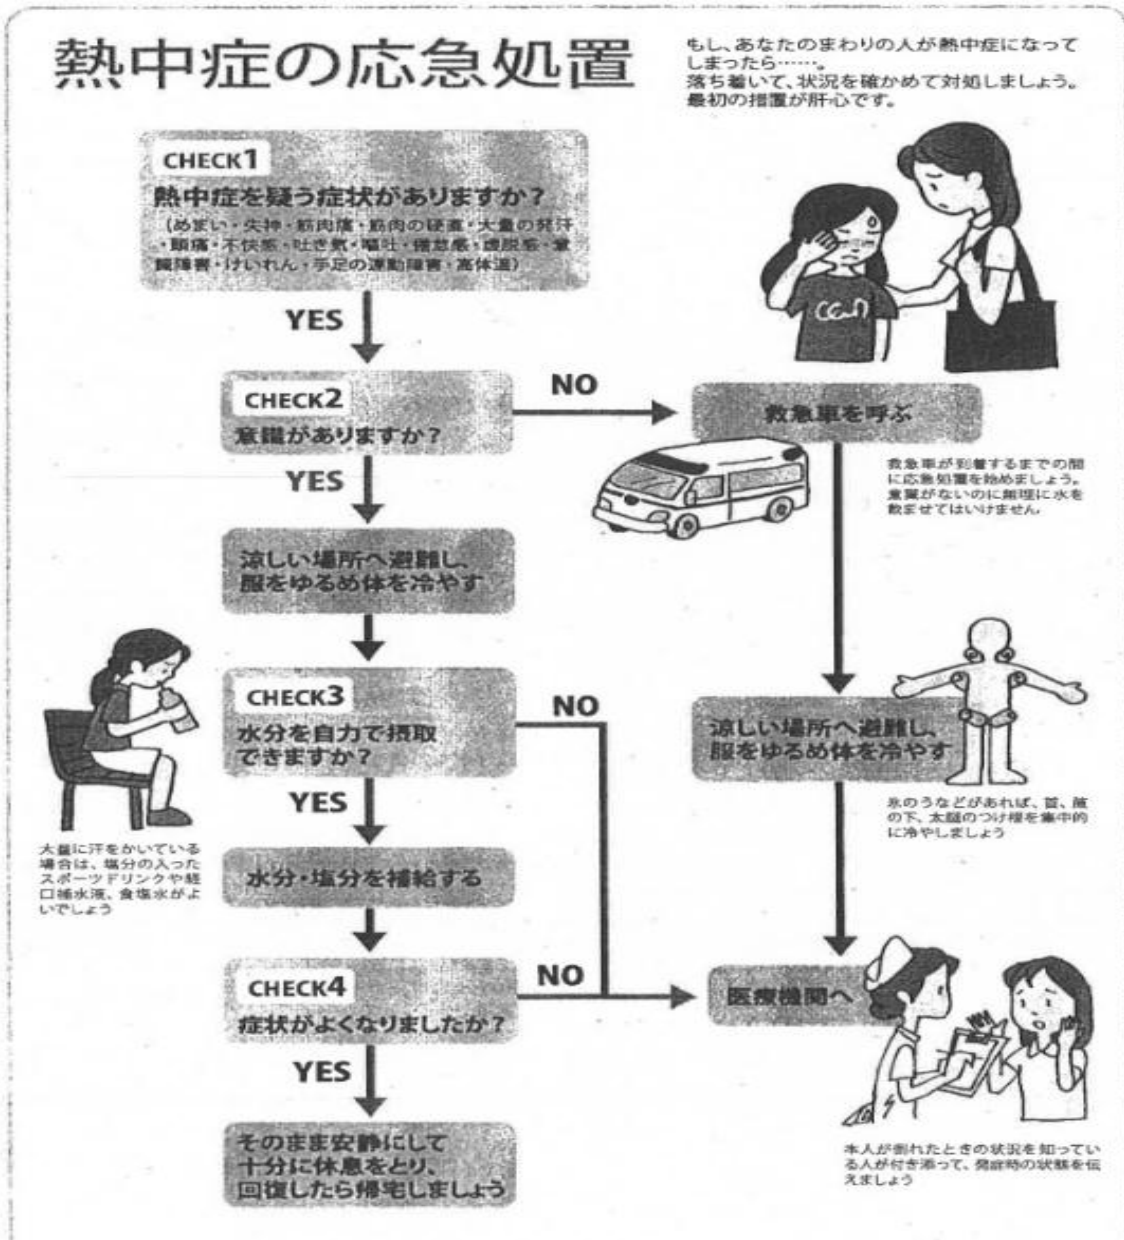 熱中症の応急処置
もし、あなたのまわりの人が熱中症になって
しまったら……。
落ち着いて、状況を確かめて対処しましょう。
最初の措置が肝心です。
CHECK1
熱中症を疑う症状がありますか？
（めまい・失神・筋肉痛・筋肉の硬直・大量の発汗
・頭痛・不快感・吐き気・嘔吐・倦怠感・虚脱感・意
識障害・けいれん・手足の運動障害・高体温）
YES
CHECK2
意識がありますか？
NO
救急車を呼ぶ
救急車が到着するまでの間
に応急処置を始めましょう。
意識がないのに無理に水を
飲ませてはいけません
YES
涼しい場所へ避難し、
服をゆるめ体を冷やす
CHECK3
水分を自力で摂取
できますか？
NO
涼しい場所へ避難し、
服をゆるめ体を冷やす
氷のうなどがあれば、首、腋
の下、太腿のつけ根を集中的
に冷やしましょう
YES
大量に汗をかいている
場合は、塩分の入った
スポーツドリンクや経
口補水液、食塩水がよ
いでしょう
水分・塩分を補給する
CHECK4
症状がよくなりましたか？
NO
医療機関へ
YES
そのまま安静にして
十分に休息をとり、
回復したら帰宅しましょう
本人が倒れたときの状況を知ってい
る人が付き添って、発症時の状態を伝
えましょう